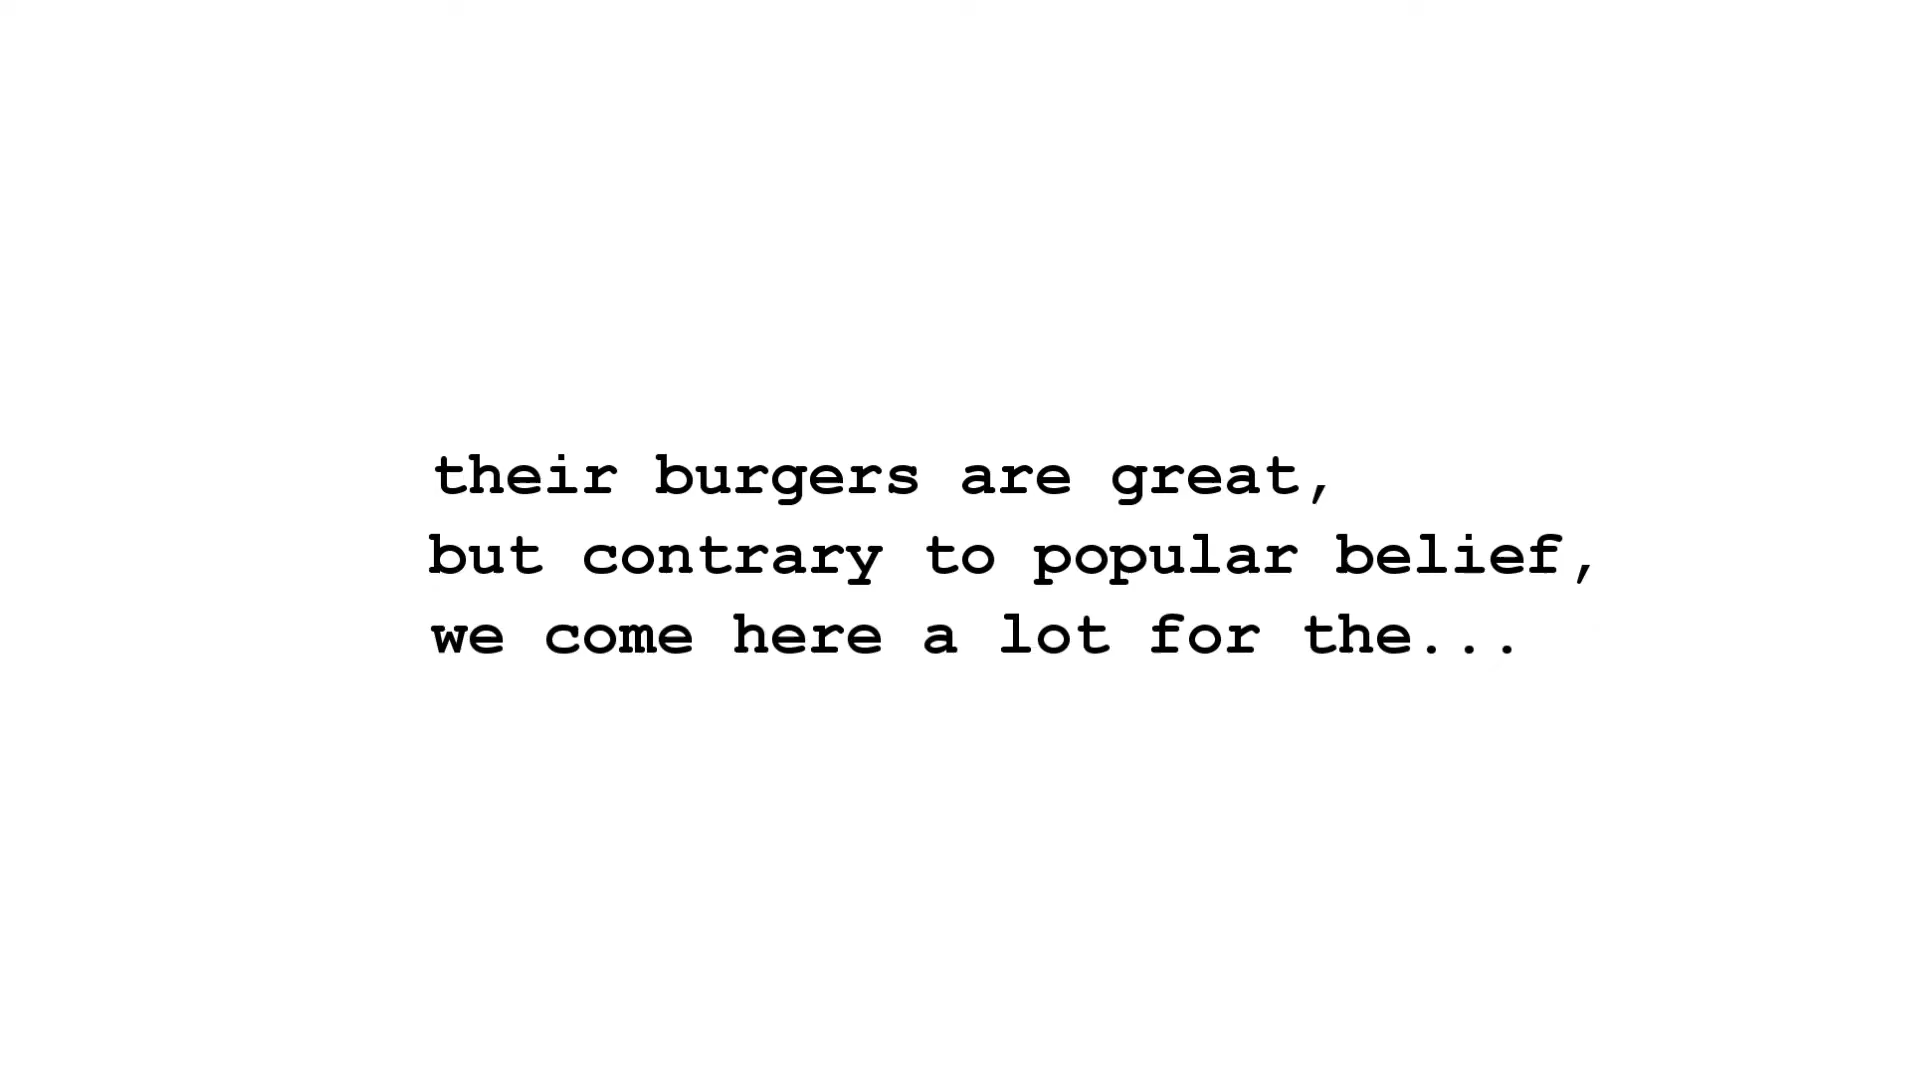 their burgers are great,
but contrary to popular belief,
we come here a lot for the...